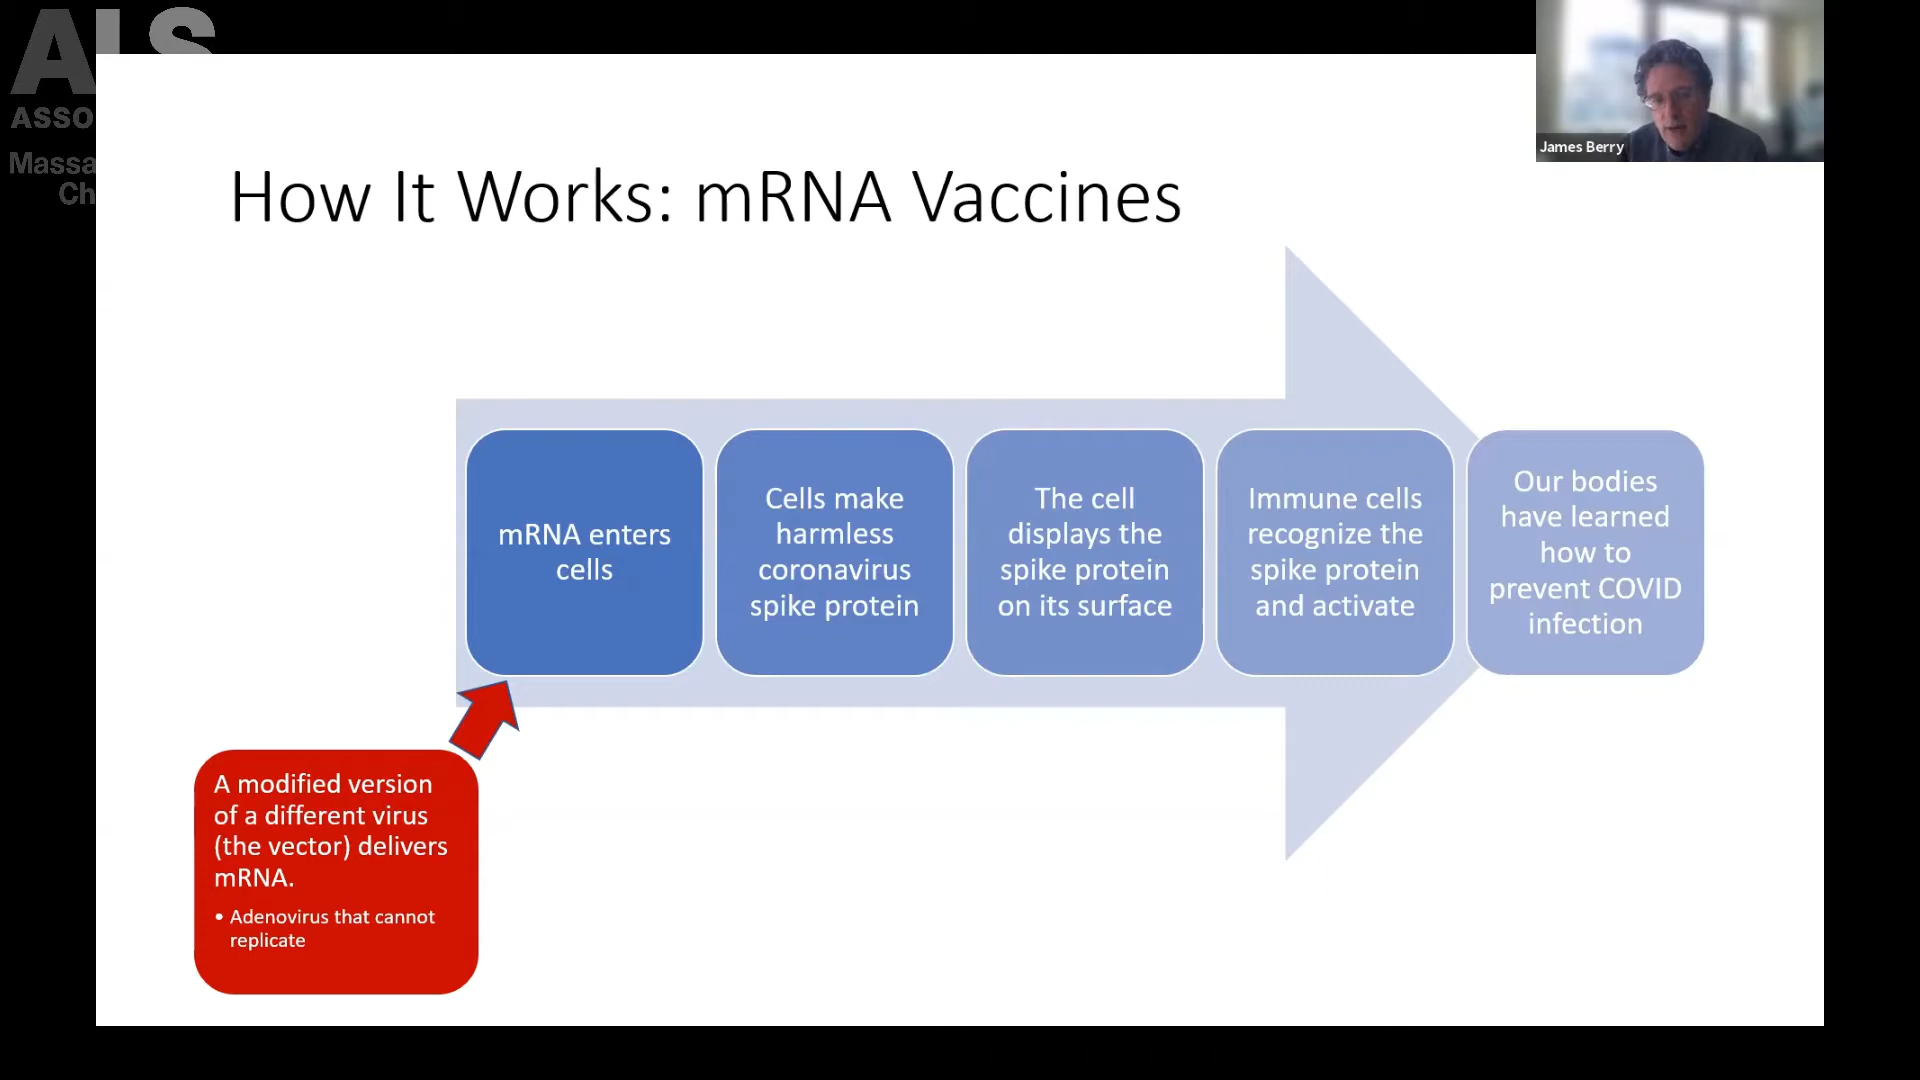 ALS
ASSO
Massa
Ch
James Berry
How It Works: mRNA Vaccines
mRNA enters
cells
Cells make
harmless
coronavirus
spike protein
The cell
displays the
spike protein
on its surface
Immune cells
recognize the
spike protein
and activate
Our bodies
have learned
how to
prevent COVID
infection
A modified version
of a different virus
(the vector) delivers
mRNA.
• Adenovirus that cannot
replicate